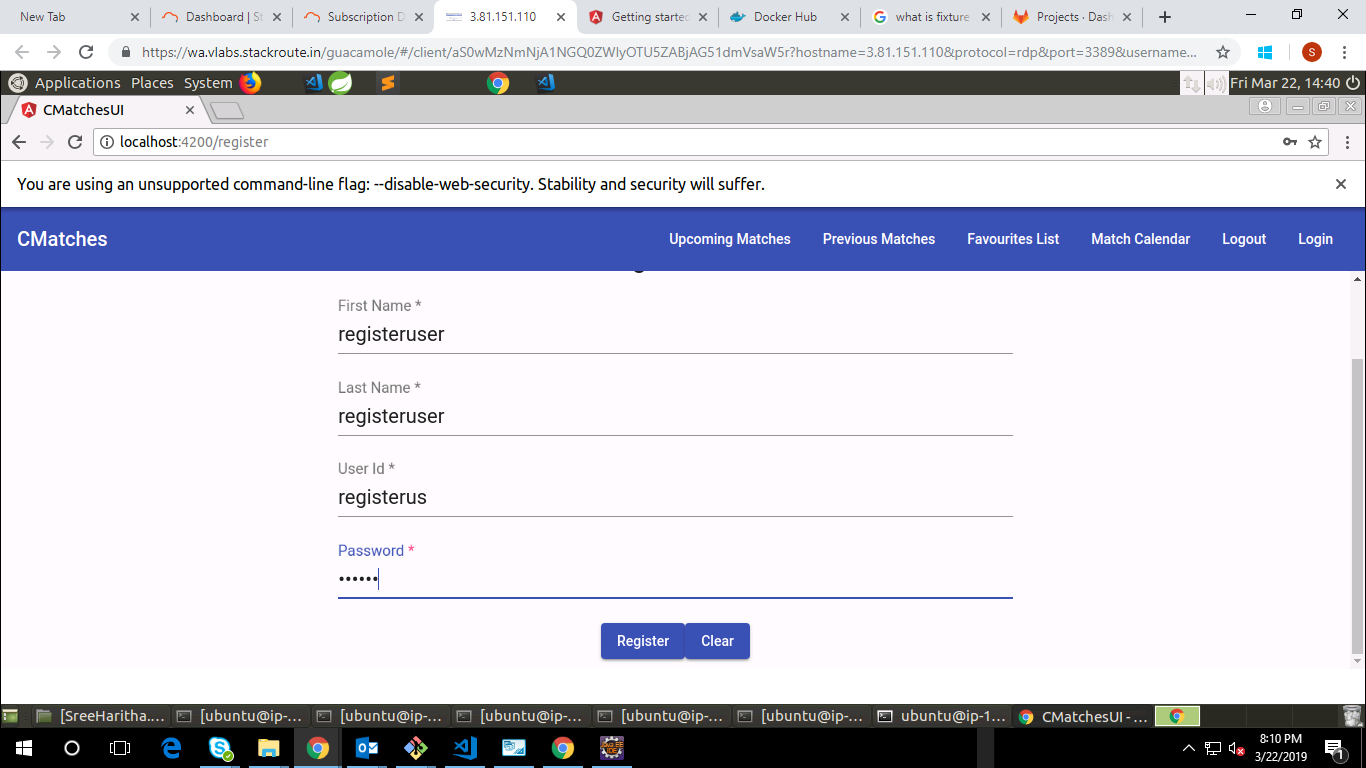 New Tab
Dashboard | St
Subscription D
3.81.151.110
Getting started
Docker Hub
what is fixture
Projects · Dash
https://wa.vlabs.stackroute.in/guacamole/#/client/aS0wMzNmNjA1NGQ0ZWIyOTU5ZABjAG51dmVsaW5r?hostname=3.81.151.110&protocol=rdp&port=3389&username...
S
Applications Places System
Fri Mar 22, 14:40
CMatchesUI
localhost:4200/register
You are using an unsupported command-line flag: --disable-web-security. Stability and security will suffer.
CMatches
Upcoming Matches
Previous Matches
Favourites List
Match Calendar
Logout
Login
First Name *
registeruser
Last Name *
registeruser
User Id *
registerus
Password *
••••••
Register
Clear
[SreeHaritha....
[ubuntu@ip-...
[ubuntu@ip-...
[ubuntu@ip-...
[ubuntu@ip-...
[ubuntu@ip-...
ubuntu@ip-1...
CMatchesUI - ...
8:10 PM
3/22/2019
1